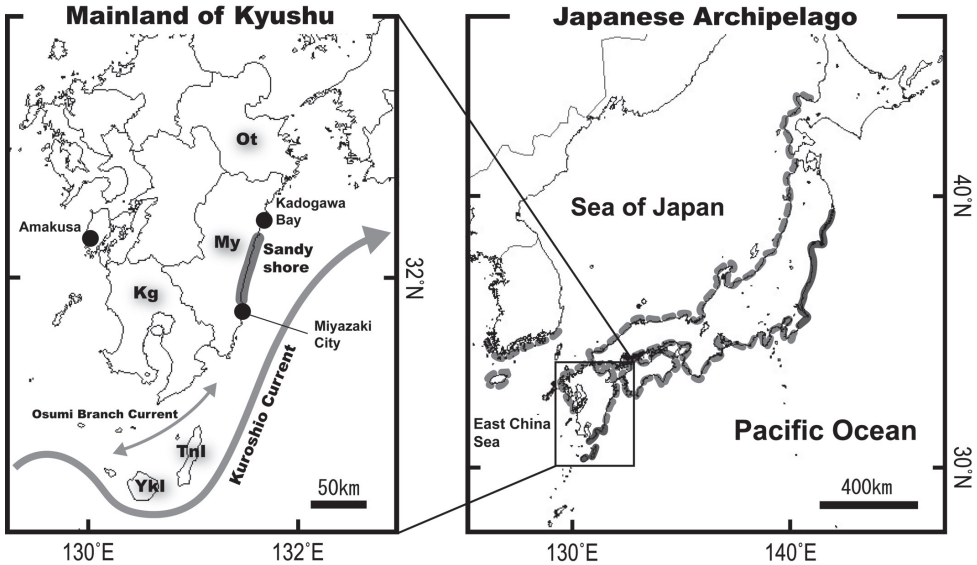 Mainland of Kyushu
Ot
Kadogawa
Bay
Amakusa
My
Sandy
shore
Kg
Miyazaki
City
Osumi Branch Current
Kuroshio Current
TnI
YkI
50km
130°E
132°E
32°N
Japanese Archipelago
Sea of Japan
40°N
East China
Sea
Pacific Ocean
400km
30°N
130°E
140°E